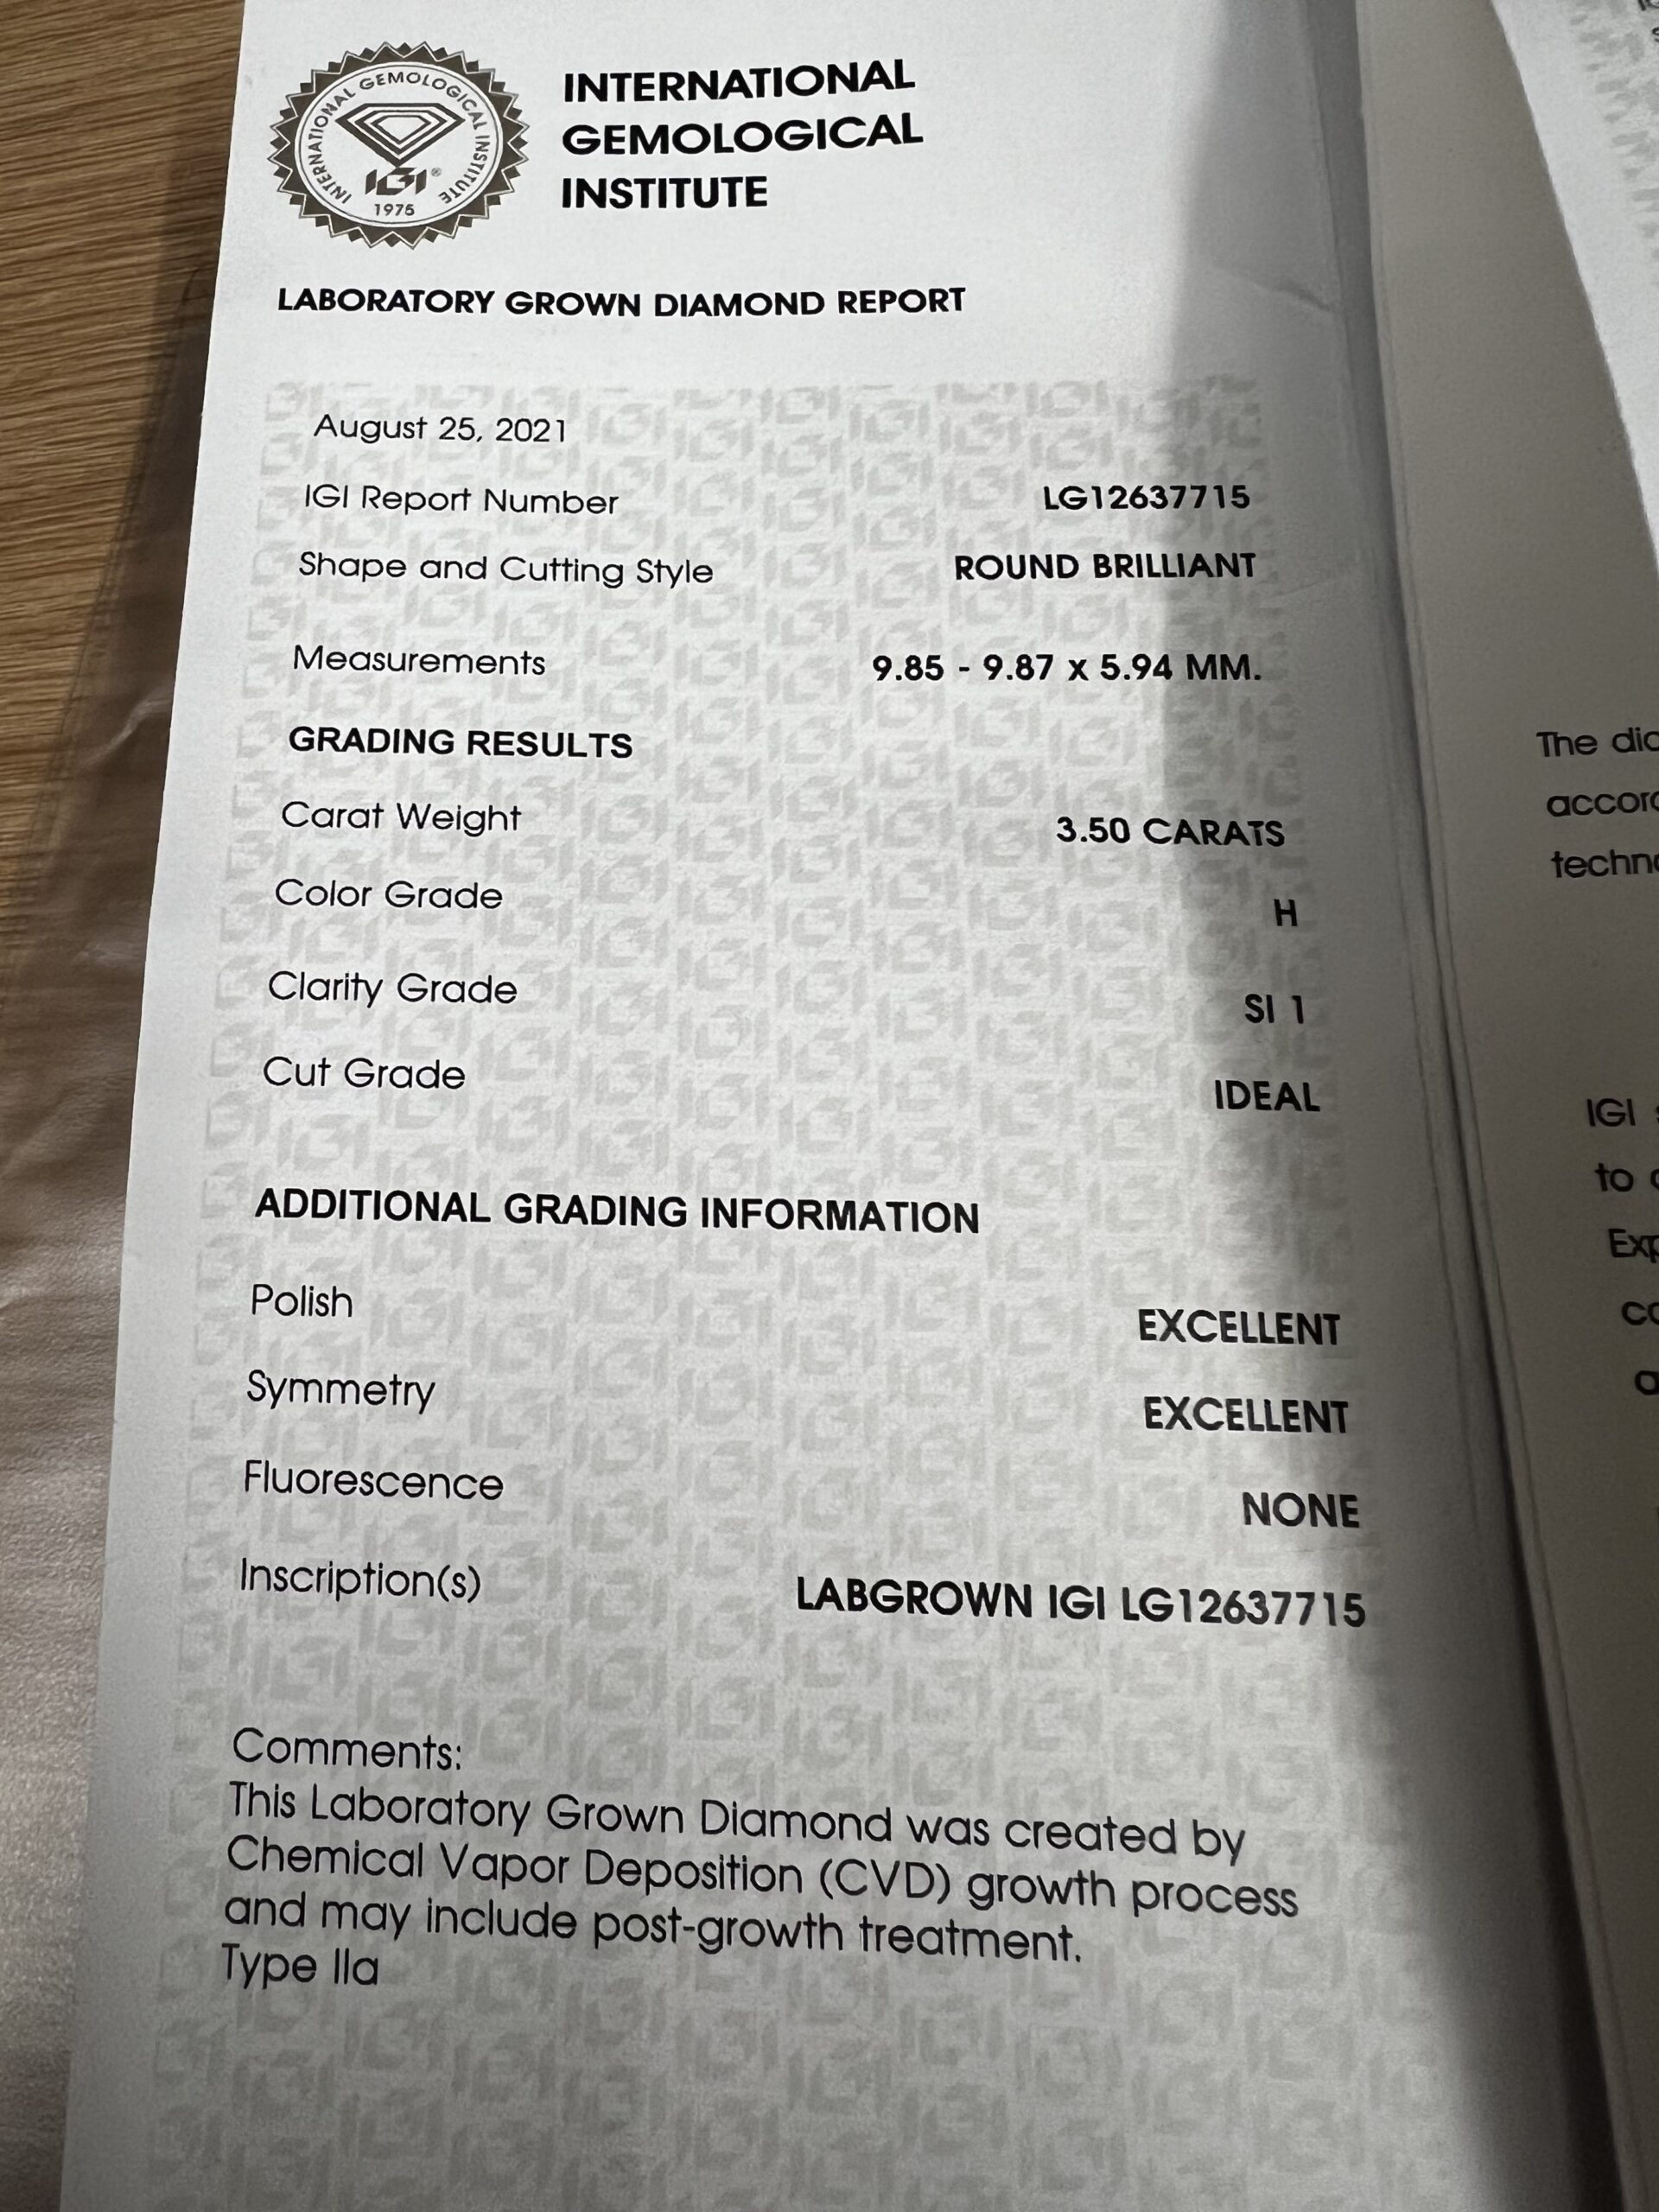 INTERNATIONAL GEMOLOGICAL INSTITUTE
IGI®
1975
INTERNATIONAL
GEMOLOGICAL
INSTITUTE
LABORATORY GROWN DIAMOND REPORT
August 25, 2021
IGI Report Number LG12637715
Shape and Cutting Style ROUND BRILLIANT
Measurements 9.85 - 9.87 x 5.94 MM.
GRADING RESULTS
Carat Weight 3.50 CARATS
Color Grade H
Clarity Grade SI 1
Cut Grade IDEAL
ADDITIONAL GRADING INFORMATION
Polish EXCELLENT
Symmetry EXCELLENT
Fluorescence NONE
Inscription(s) LABGROWN IGI LG12637715
Comments:
This Laboratory Grown Diamond was created by
Chemical Vapor Deposition (CVD) growth process
and may include post-growth treatment.
Type IIa
The
IGI
to